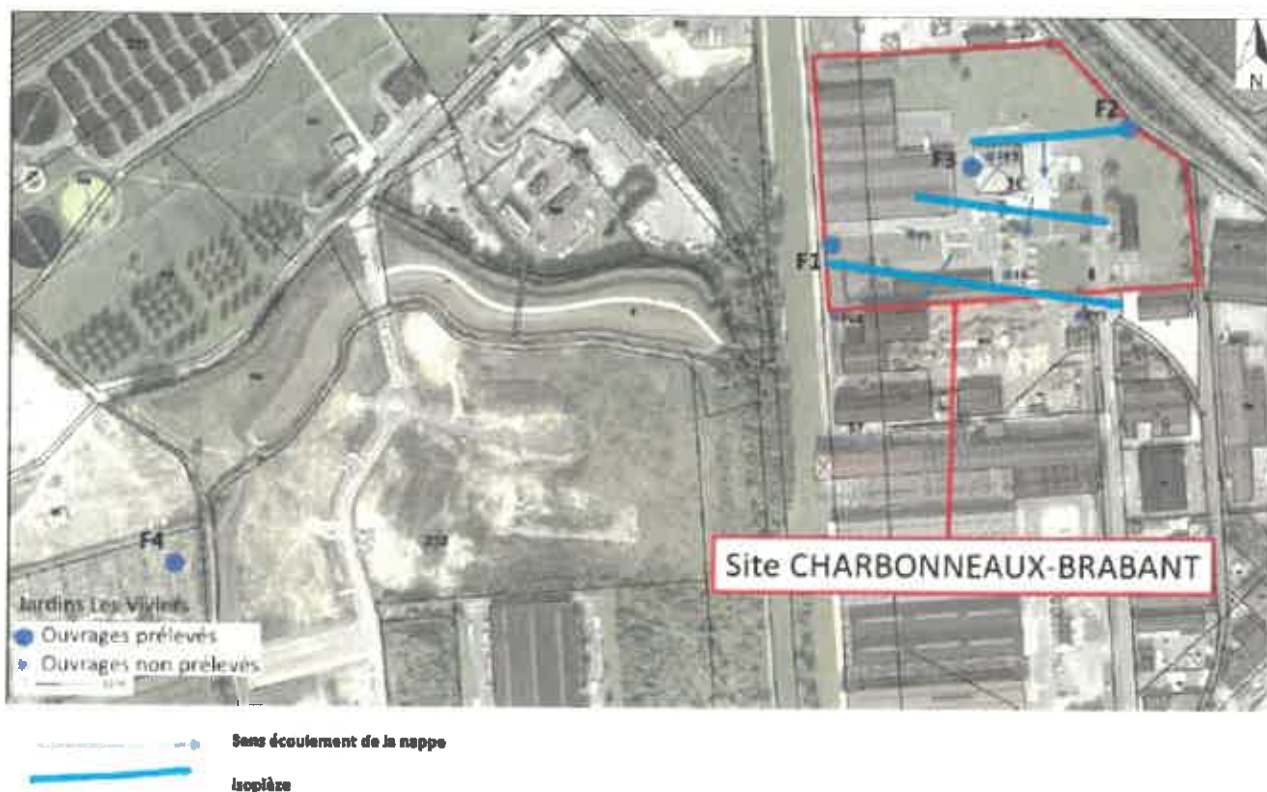 N
F2
F3
F1
F4
Site CHARBONNEAUX-BRABANT
Jardins Les Viviers
Ouvrages prélevés
Ouvrages non prélevés
Sens écoulement de la nappe
Isopièze